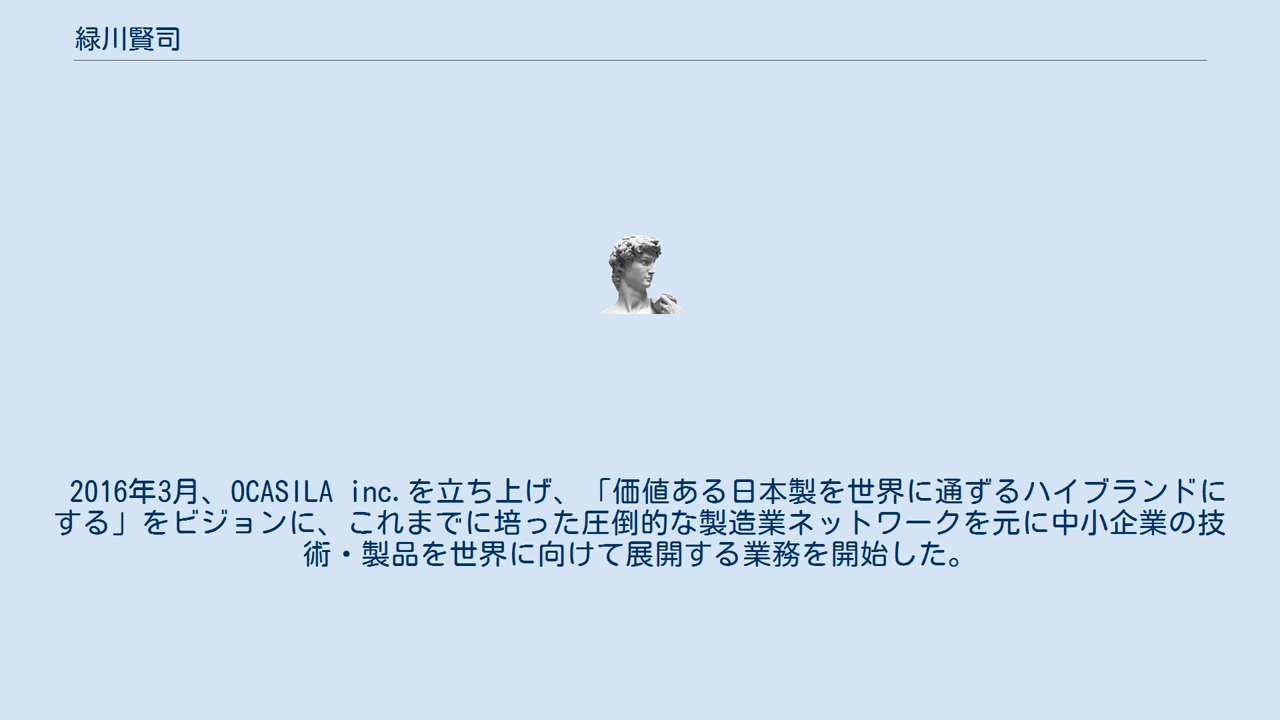 緑川賢司
2016年3月、OCASILA inc.を立ち上げ、「価値ある日本製を世界に通ずるハイブランドに
する」をビジョンに、これまでに培った圧倒的な製造業ネットワークを元に中小企業の技
術・製品を世界に向けて展開する業務を開始した。